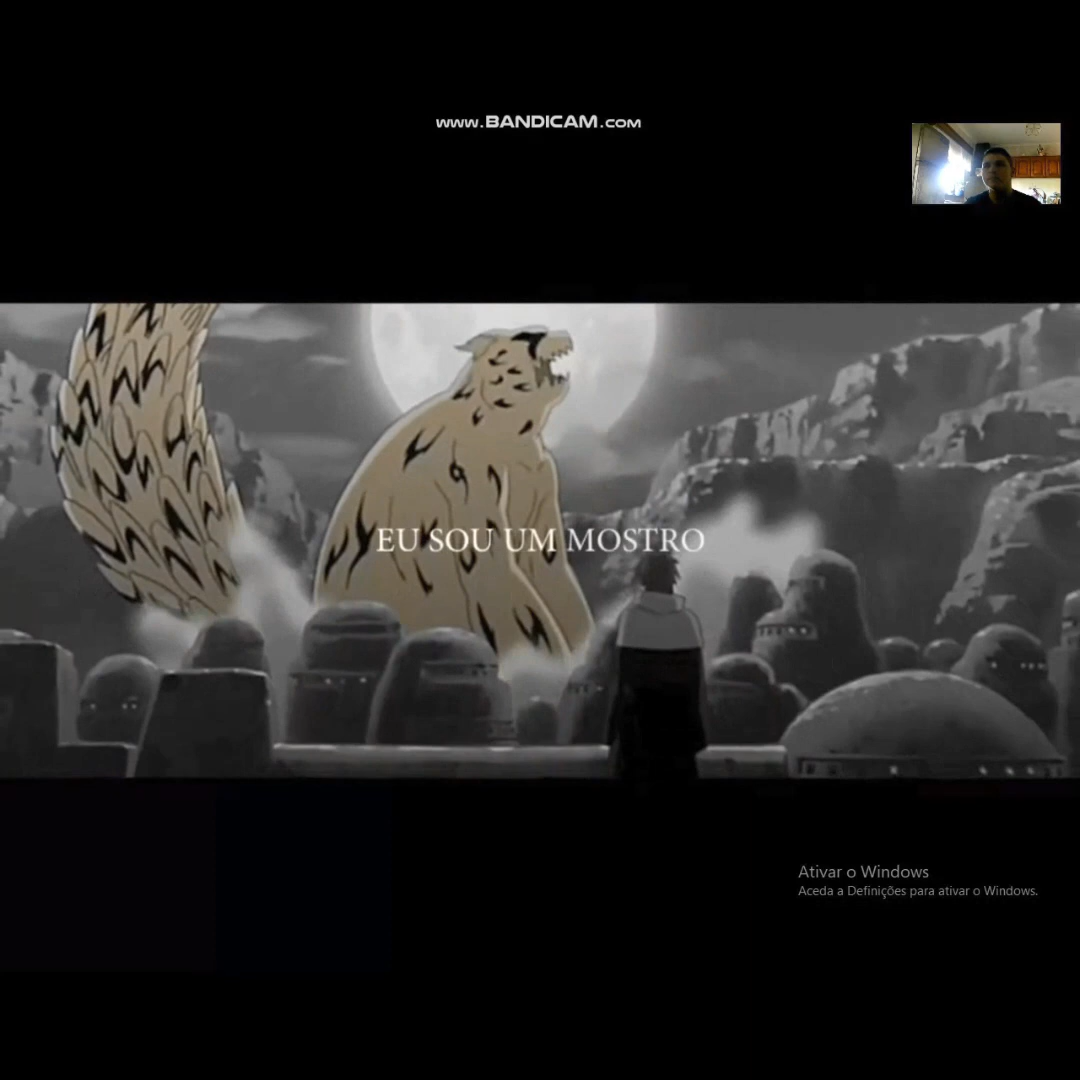 www.BANDICAM.com
EU SOU UM MOSTRO
Ativar o Windows
Aceda a Definições para ativar o Windows.